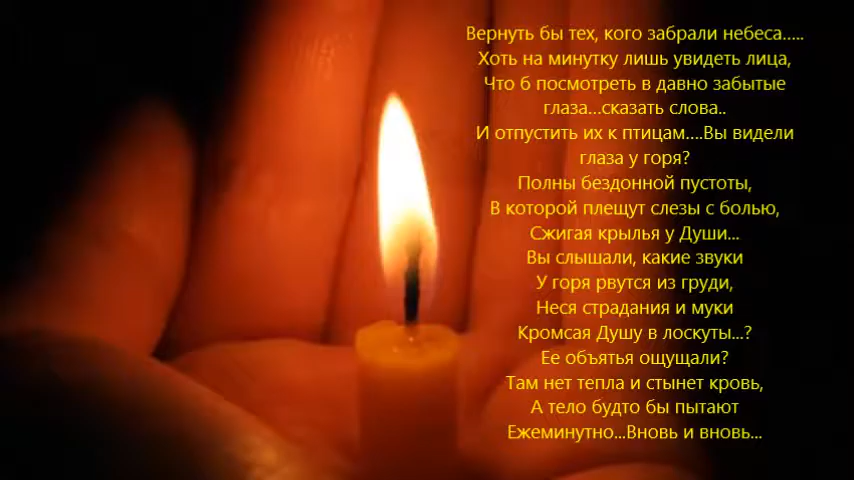 Вернуть бы тех, кого забрали небеса.....
Хоть на минутку лишь увидеть лица,
Что б посмотреть в давно забытые
глаза...сказать слова..
И отпустить их к птицам....Вы видели
глаза у горя?
Полны бездонной пустоты,
В которой плещут слезы с болью,
Сжигая крылья у Души...
Вы слышали, какие звуки
У горя рвутся из груди,
Неся страдания и муки
Кромсая Душу в лоскуты...?
Ее объятья ощущали?
Там нет тепла и стынет кровь,
А тело будто бы пытают
Ежеминутно...Вновь и вновь...